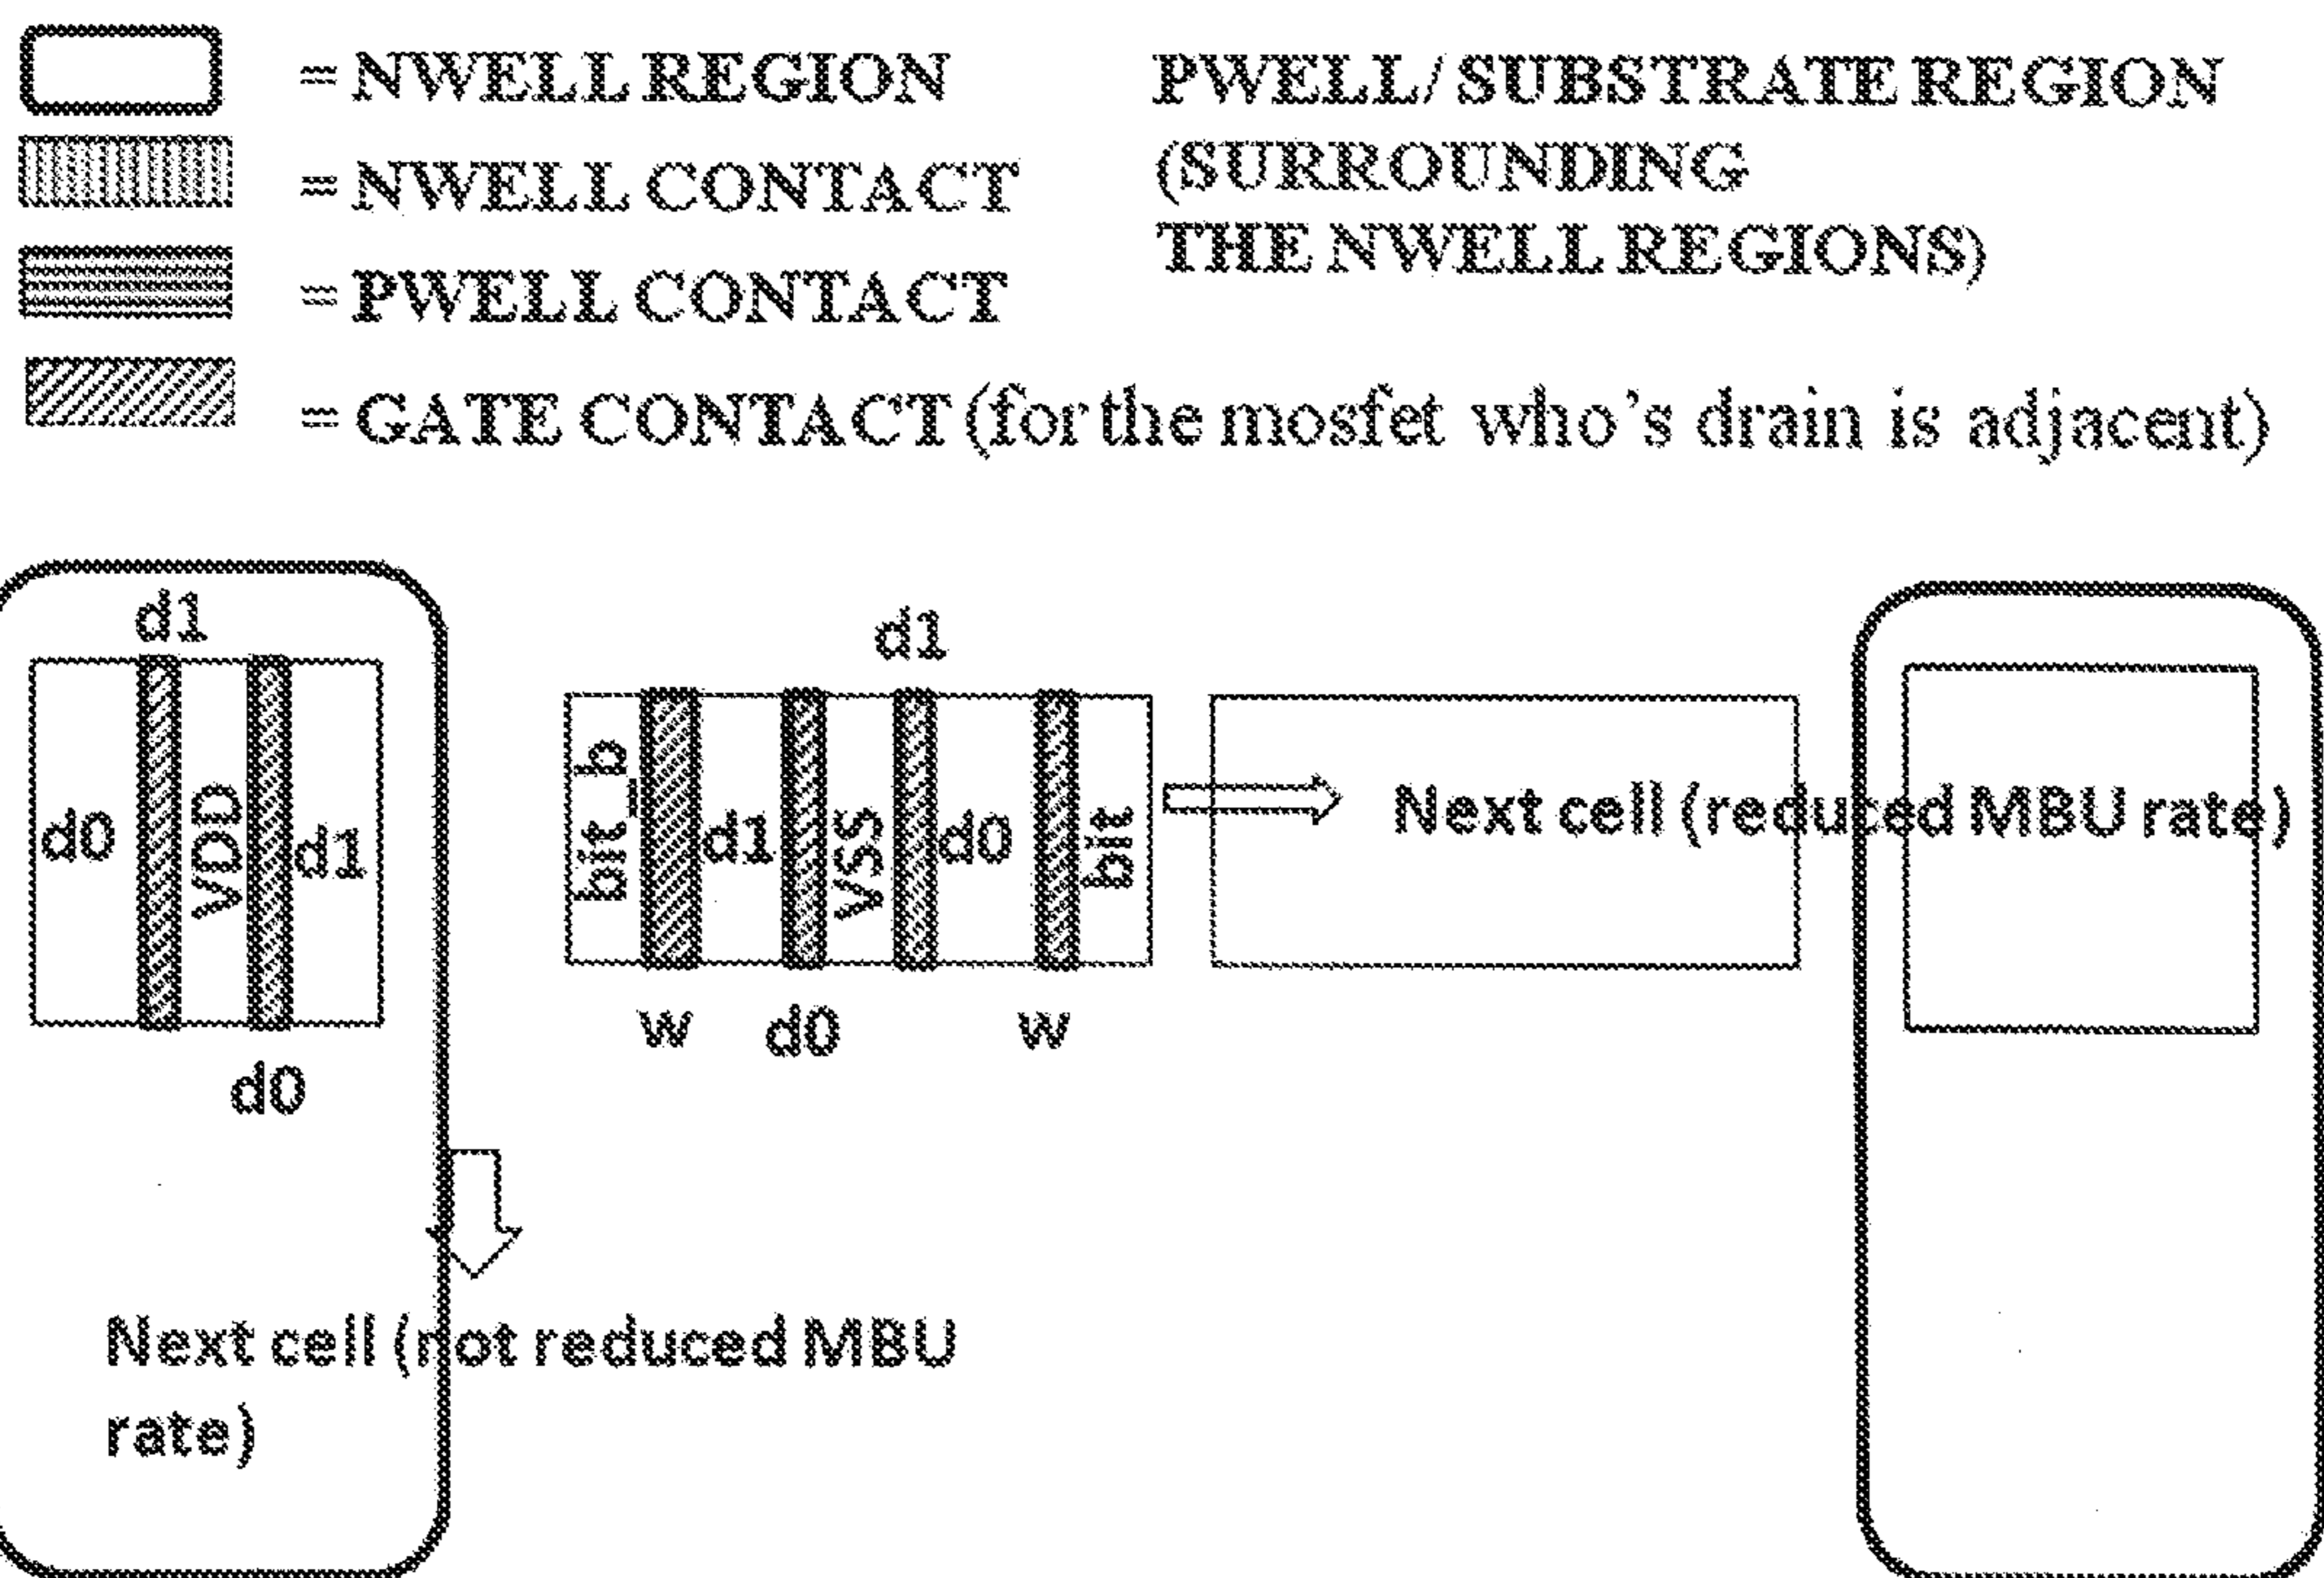 = NWELL REGION
= NWELL CONTACT
= PWELL CONTACT
= GATE CONTACT (for the mosfet who's drain is adjacent)
PWELL/ SUBSTRATE REGION
(SURROUNDING
THE NWELL REGIONS)
d1
d0
VDD
d1
d0
d1
bit_b
d1
VSS
d0
bit
w
d0
w
Next cell (reduced MBU rate)
Next cell (not reduced MBU
rate)